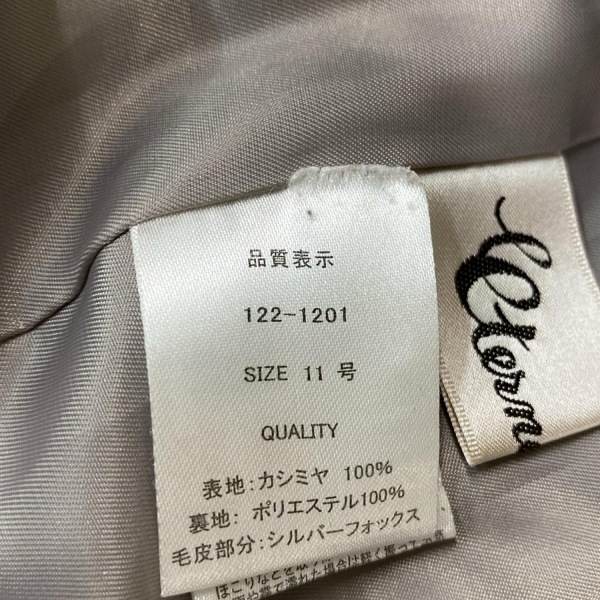 品質表示
122-1201
SIZE 11 号
QUALITY
表地:カシミヤ 100%
裏地: ポリエステル100%
毛皮部分:シルバーフォックス